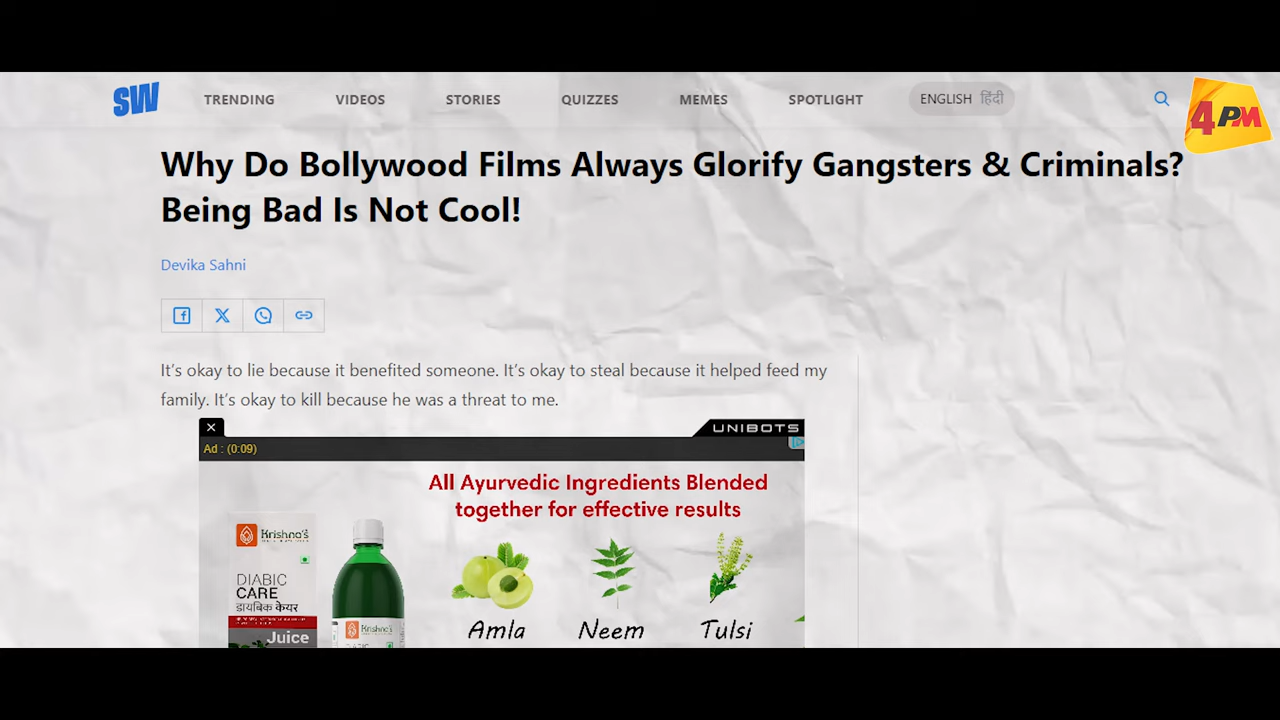 SW
TRENDING
VIDEOS
STORIES
QUIZZES
MEMES
SPOTLIGHT
ENGLISH हिंदी
4PM
Why Do Bollywood Films Always Glorify Gangsters & Criminals?
Being Bad Is Not Cool!
Devika Sahni
It's okay to lie because it benefited someone. It's okay to steal because it helped feed my
family. It's okay to kill because he was a threat to me.
UNIBOTS
Ad : (0:09)
All Ayurvedic Ingredients Blended
together for effective results
Krishna's
DIABIC
CARE
डायबिक केयर
Juice
Krishna's
Amla
Neem
Tulsi